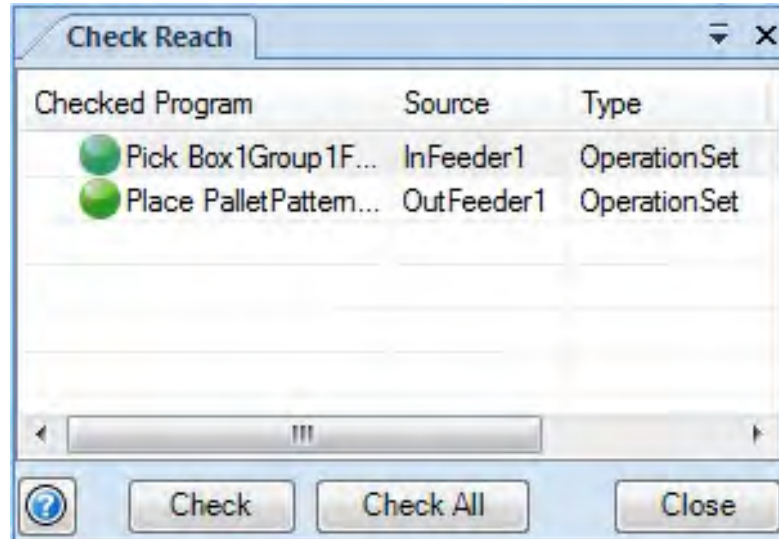 Check Reach
Checked Program Source Type
Pick Box1Group1F... InFeeder1 OperationSet
Place PalletPattern... OutFeeder1 OperationSet
Check Check All Close